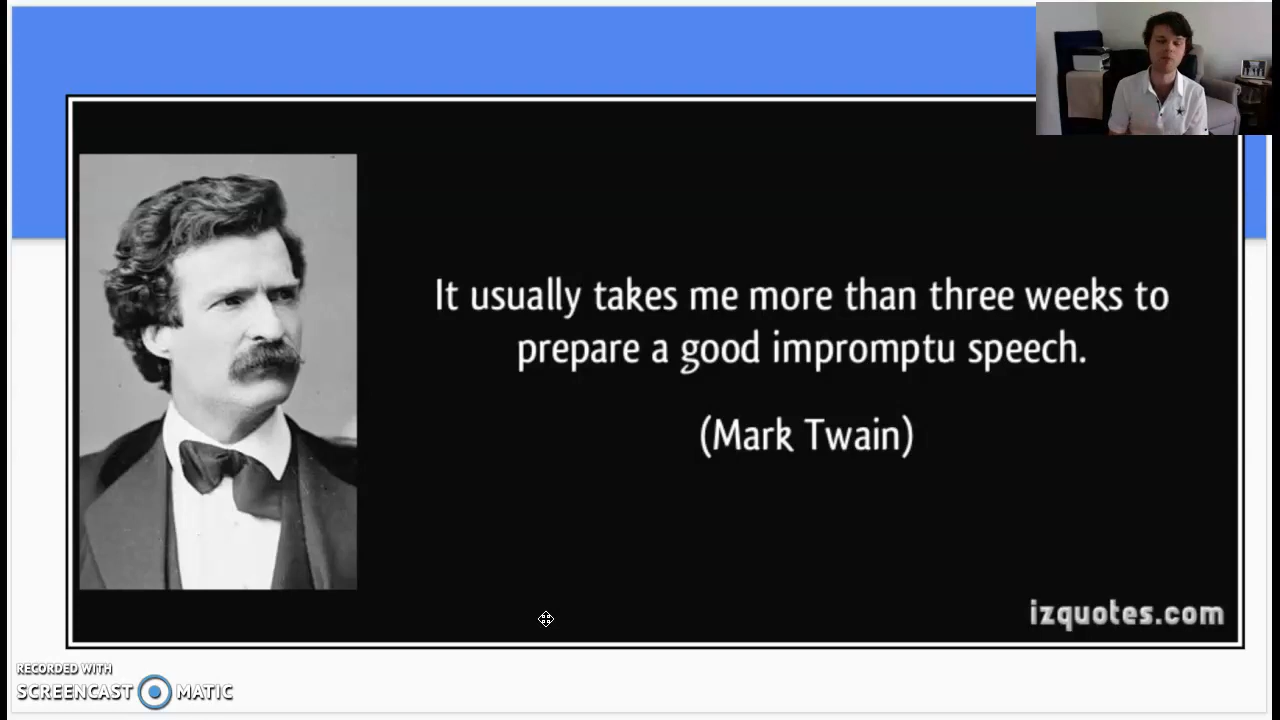 It usually takes me more than three weeks to
prepare a good impromptu speech.
(Mark Twain)
izquotes.com
RECORDED WITH
SCREENCAST MATIC